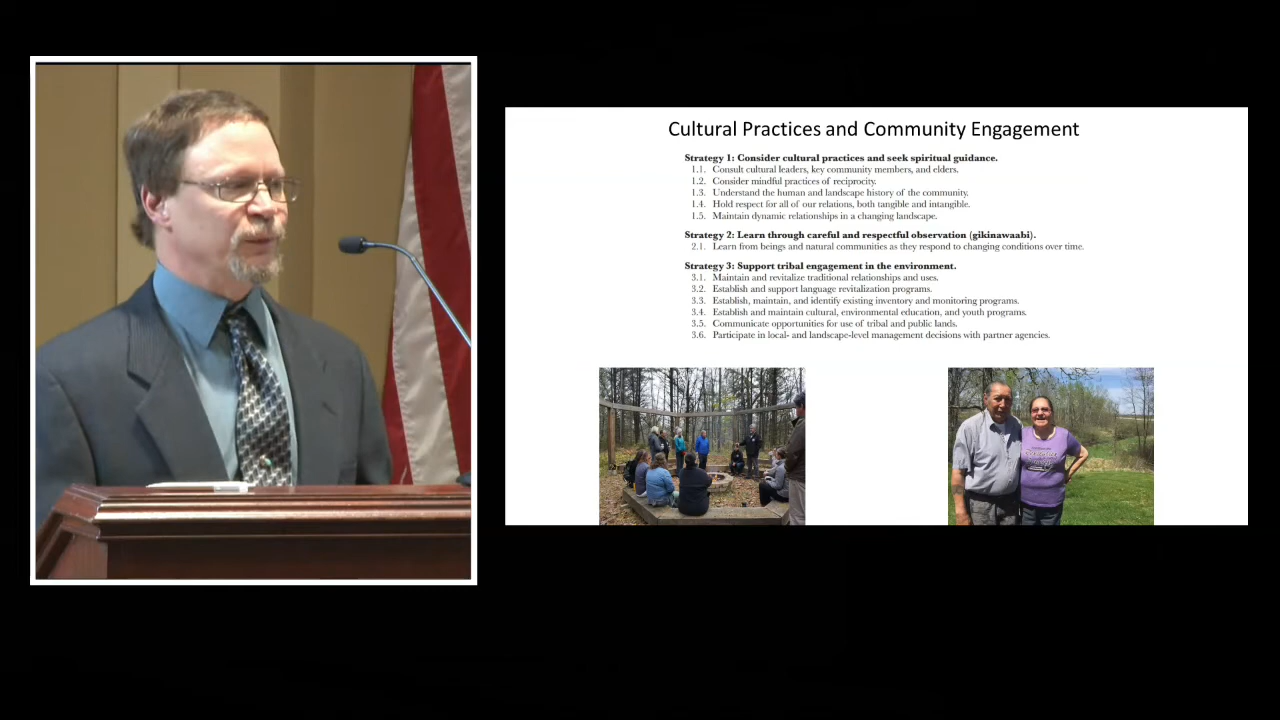 Cultural Practices and Community Engagement
Strategy 1: Consider cultural practices and seek spiritual guidance.
1.1. Consult cultural leaders, key community members, and elders.
1.2. Consider mindful practices of reciprocity.
1.3. Understand the human and landscape history of the community.
1.4. Hold respect for all of our relations, both tangible and intangible.
1.5. Maintain dynamic relationships in a changing landscape.
Strategy 2: Learn through careful and respectful observation (gikinawaabi).
2.1. Learn from beings and natural communities as they respond to changing conditions over time.
Strategy 3: Support tribal engagement in the environment.
3.1. Maintain and revitalize traditional relationships and uses.
3.2. Establish and support language revitalization programs.
3.3. Establish, maintain, and identify existing inventory and monitoring programs.
3.4. Establish and maintain cultural, environmental education, and youth programs.
3.5. Communicate opportunities for use of tribal and public lands.
3.6. Participate in local- and landscape-level management decisions with partner agencies.